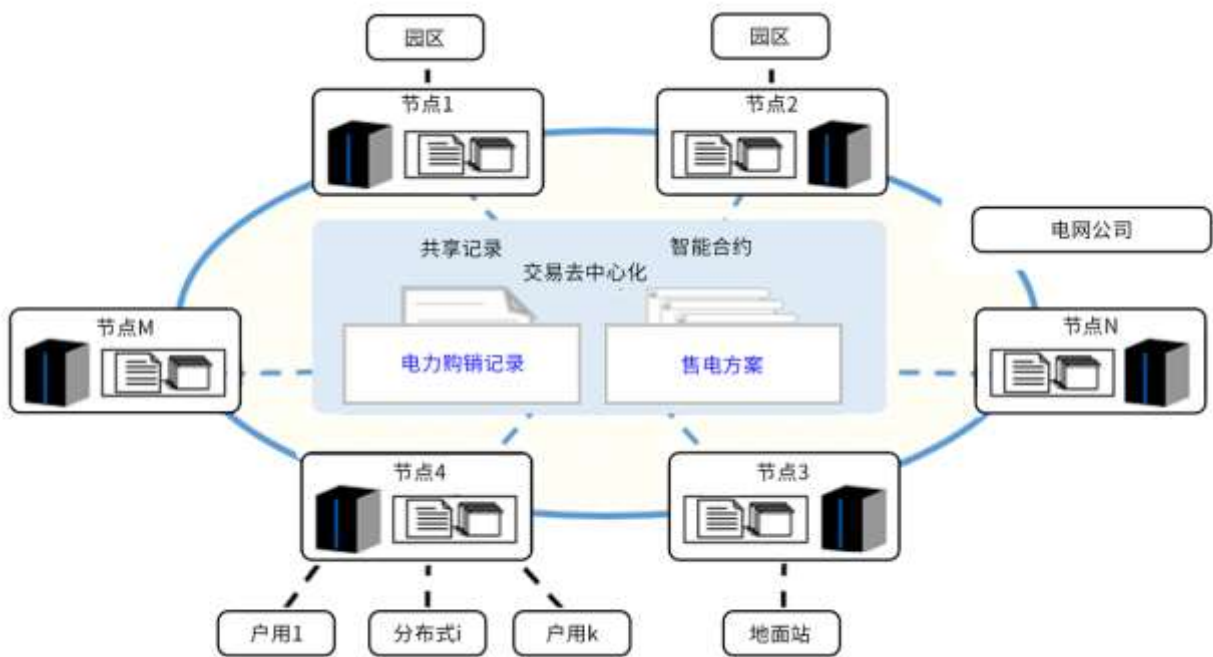 园区
园区
节点1
节点2
电网公司
共享记录
智能合约
交易去中心化
节点M
节点N
电力购销记录
售电方案
节点4
节点3
户用1
分布式i
户用k
地面站